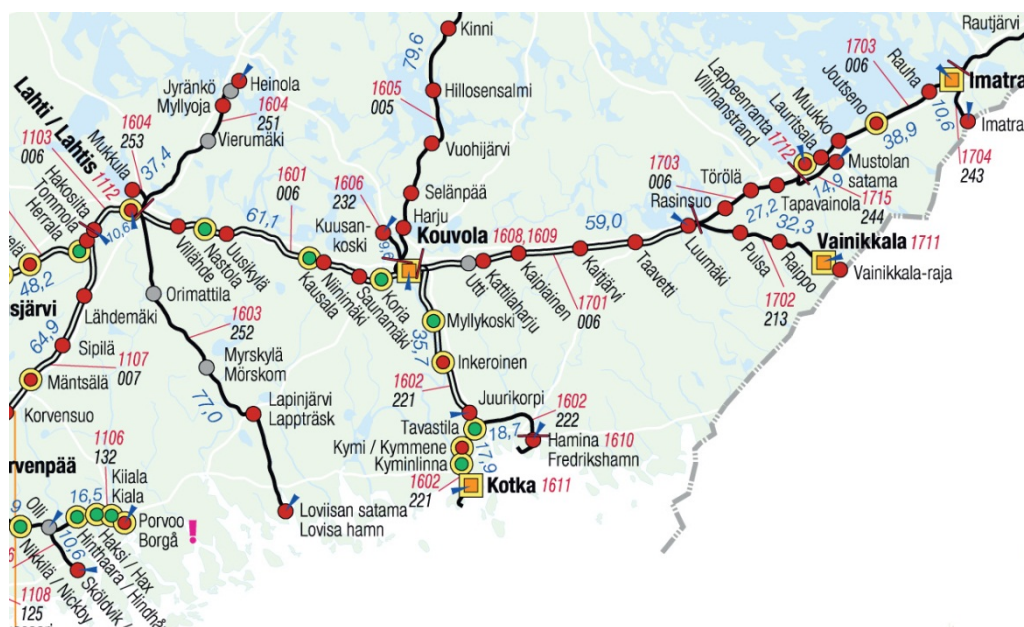 Kinni
79,6
1605
005
Hillosensalmi
Vuohijärvi
Selänpää
Harju
1606
232
Kuusan-
koski
9,6
Kouvola 1608, 1609
Jyränkö
Heinola
Myllyoja
1604
251
Vierumäki
1604
253
37,4
Mukkula
Lahti / Lahtis
1112
1103
006
Hakosilta
Tommola
Herrala
10,6
48,2
64,9
Lähdemäki
Sipilä
1107
007
Mäntsälä
Korvensuo
Villähde
Nastola
Uusikylä
61,1
1601
006
Kausala
Niinimäki
Saunamäki
Koria
Orimattila
1603
252
Myrskylä
Mörskom
77,0
Lapinjärvi
Lappträsk
Loviisan satama
Lovisa hamn
Utti
Kattilaharju
Kaipiainen
Kaitjärvi
59,0
1701
006
Taavetti
Luumäki
1703
006
Rasinsuo
Törölä
27,2
Tapavainola
14,9
1715
244
Mustolan
satama
Lappeenranta
Villmanstrand
1712
Lauritsala
Muukko
Joutseno
1703
006
Rauha
38,9
10,6
Rautjärvi
Imatra
Imatra
1704
243
32,3
Pulsa
Raippo
1702
213
Vainikkala 1711
Vainikkala-raja
Myllykoski
35,7
Inkeroinen
1602
221
Juurikorpi
Tavastila
18,7
1602
222
Hamina 1610
Fredrikshamn
Kymi / Kymmene
17,9
Kyminlinna
1602
221
Kotka 1611
1106
132
Kiiala
Kiala
16,5
Porvoo
Borgå
!
Olli
Haksi / Hax
Hinthaara / Hindhå
Nikkilä / Nickby
10,6
Sköldvik /
1108
125